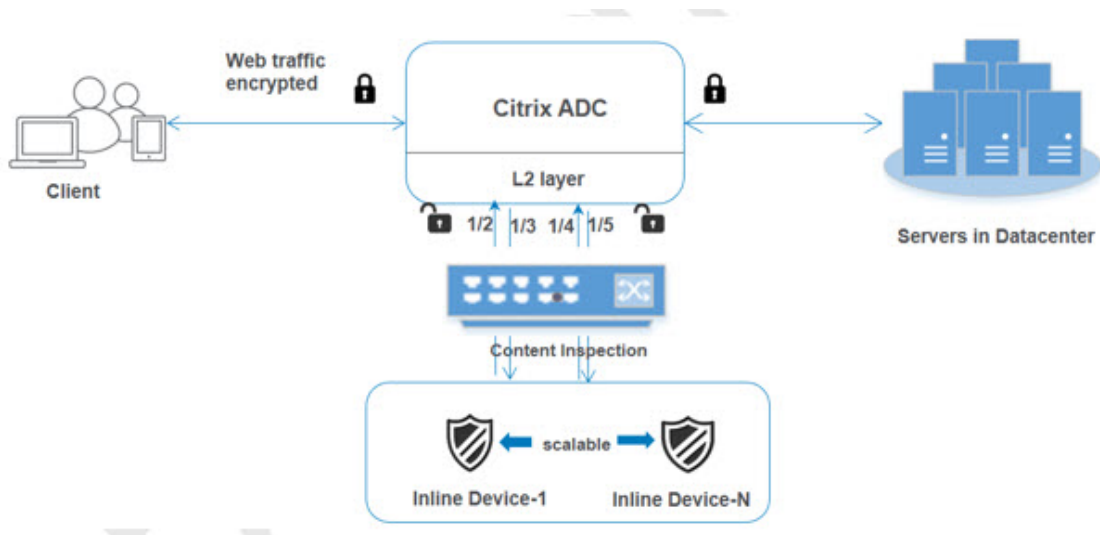 Web traffic
encrypted
Citrix ADC
L2 layer
Client
1/2 1/3 1/4 1/5
Servers in Datacenter
Content Inspection
scalable
Inline Device-1
Inline Device-N